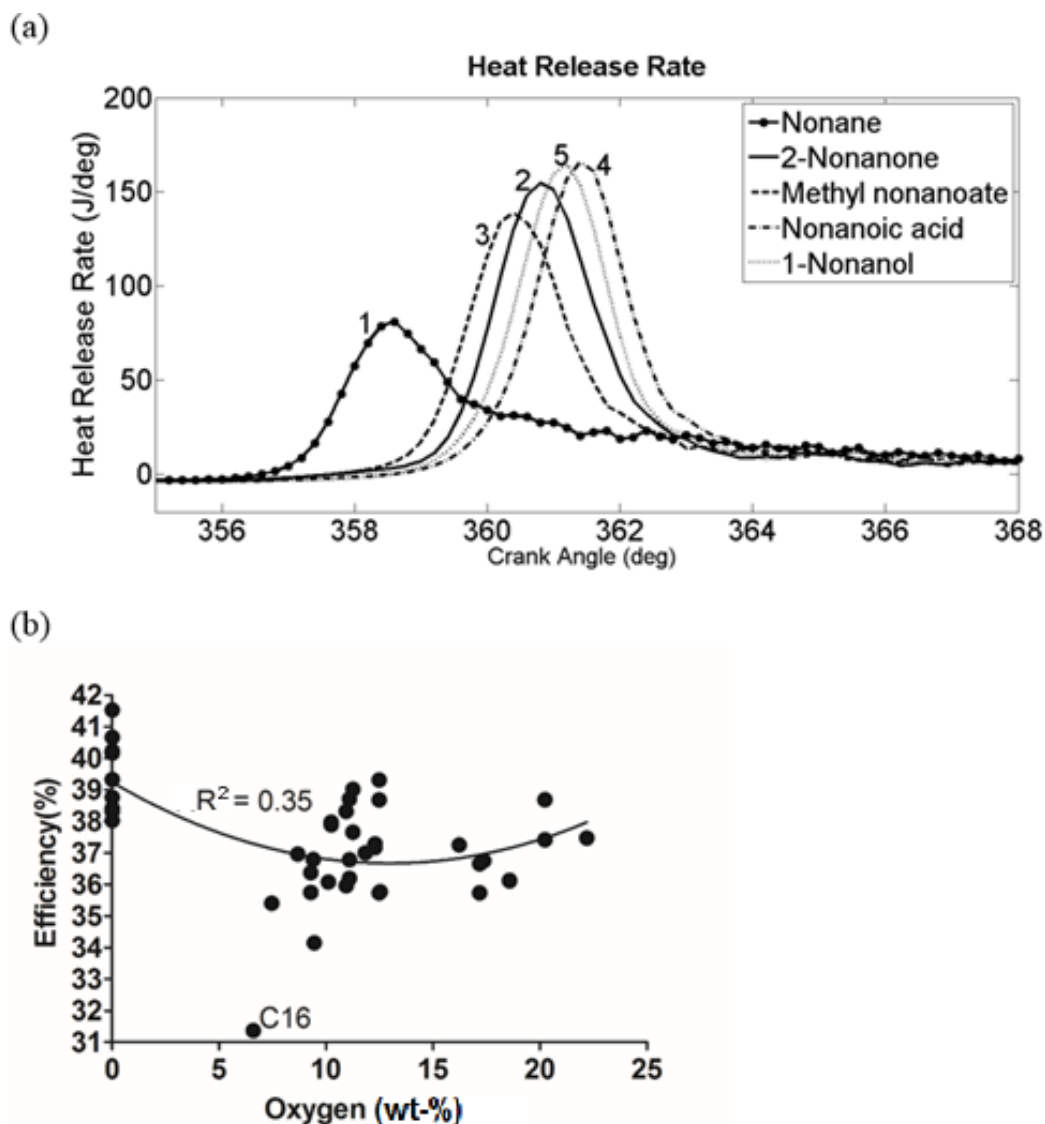 (a)
Heat Release Rate
Heat Release Rate (J/deg)
200
150
100
50
0
1
3
2
5
4
Nonane
2-Nonanone
Methyl nonanoate
Nonanoic acid
1-Nonanol
356 358 360 362 364 366 368
Crank Angle (deg)
(b)
Efficiency(%)
42
41
40
39
38
37
36
35
34
33
32
31
R² = 0.35
C16
0 5 10 15 20 25
Oxygen (wt-%)